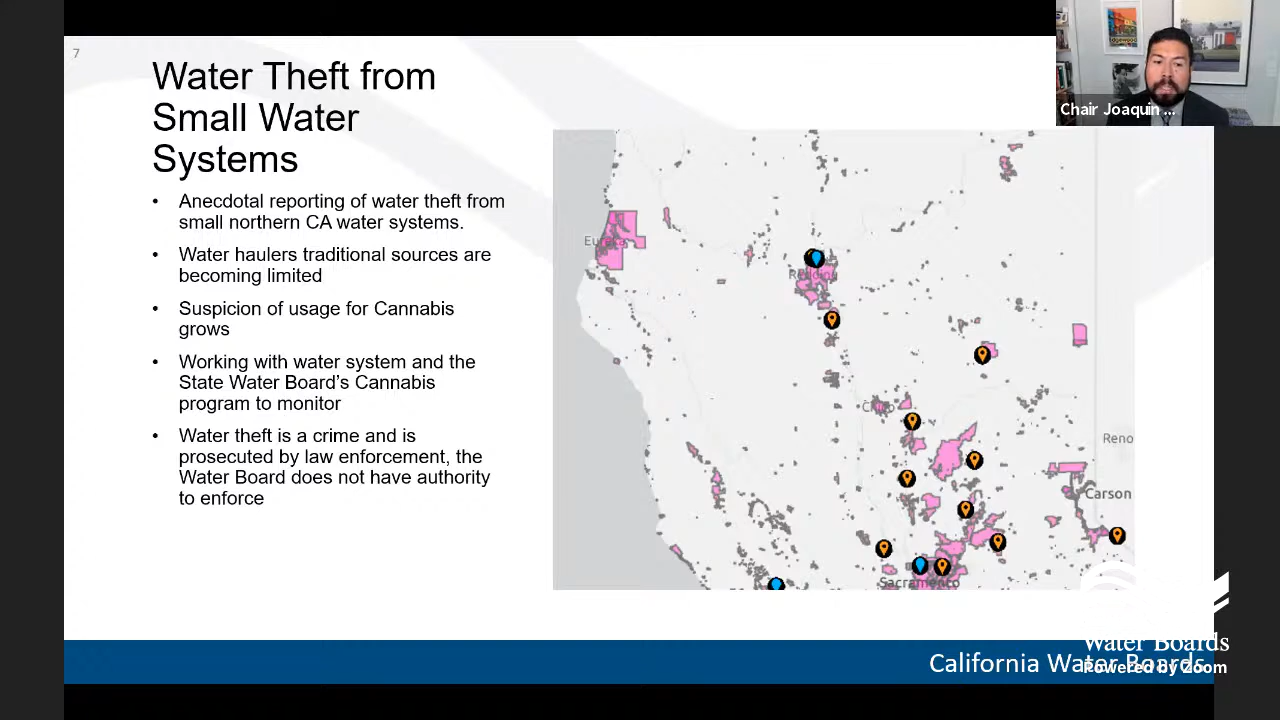 7
Water Theft from
Small Water
Systems
• Anecdotal reporting of water theft from
small northern CA water systems.
• Water haulers traditional sources are
becoming limited
• Suspicion of usage for Cannabis
grows
• Working with water system and the
State Water Board's Cannabis
program to monitor
• Water theft is a crime and is
prosecuted by law enforcement, the
Water Board does not have authority
to enforce
Chair Joaquin ...
Eureka
Redding
Chico
Reno
Carson
Sacramento
Water Boards
California Water Boards
Powered by Zoom